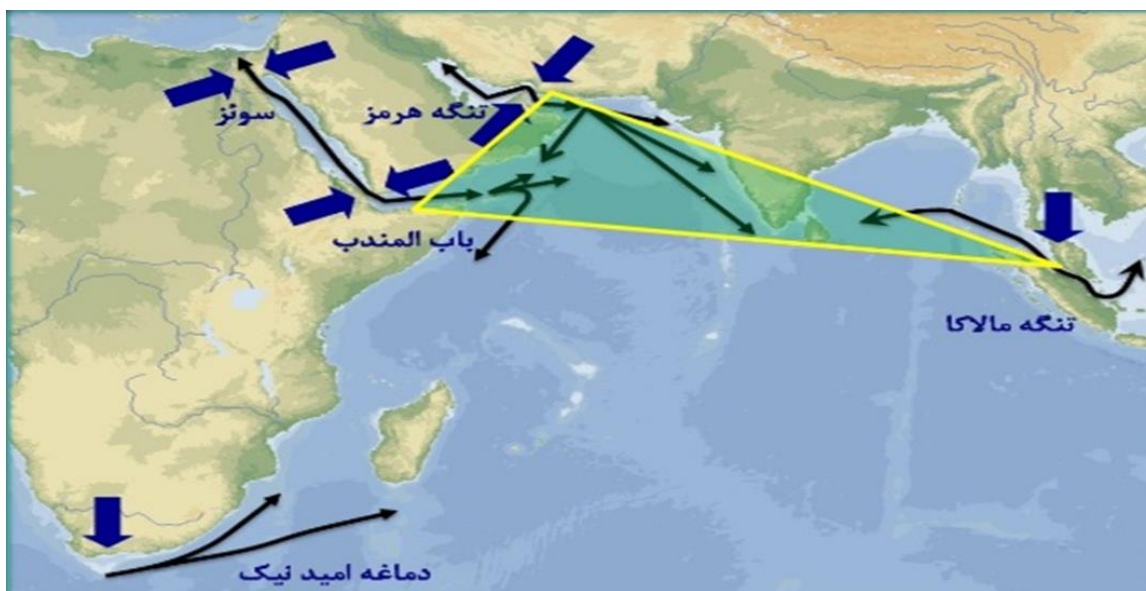 سوئز
تنگه هرمز
باب المندب
تنگه مالاکا
دماغه امید نیک